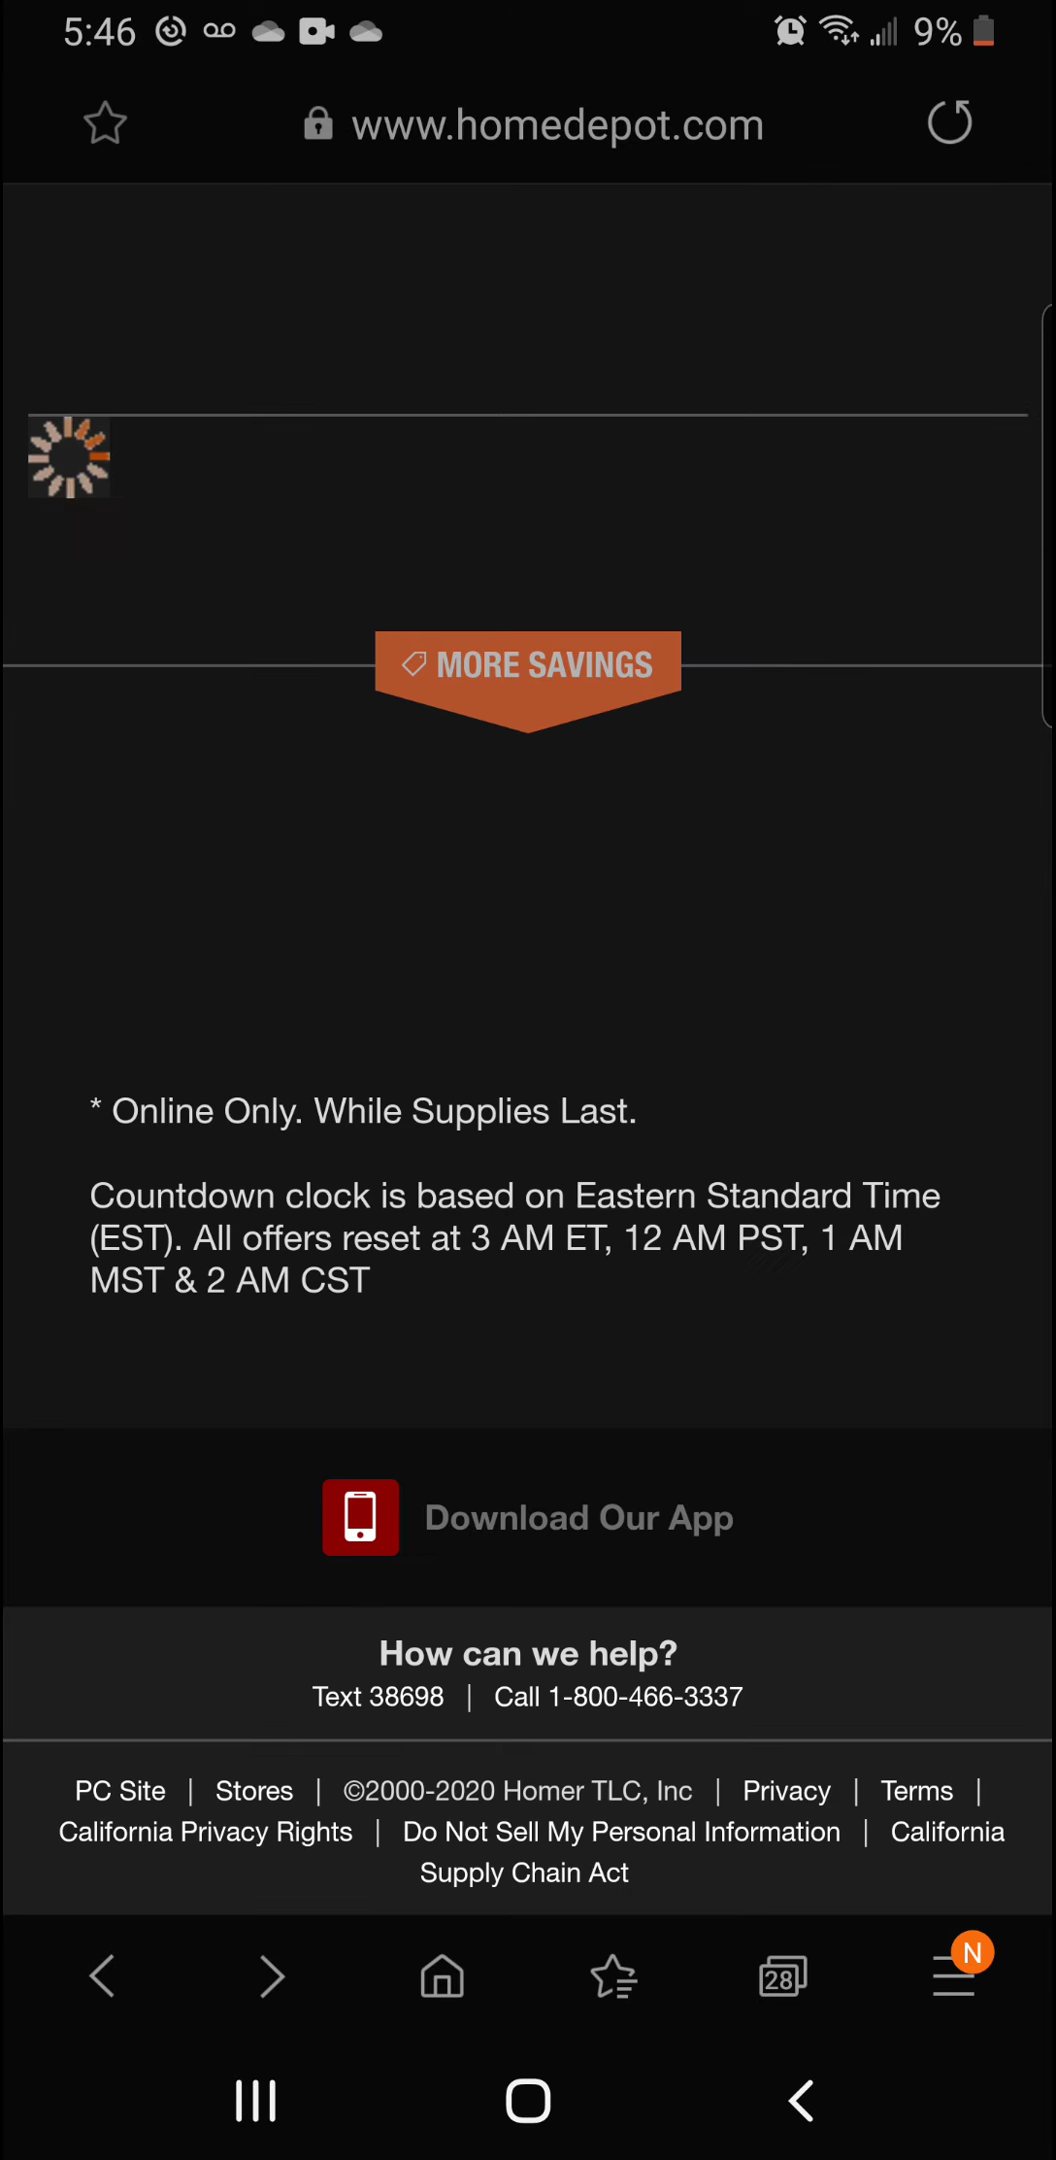 5:46 9%
www.homedepot.com
MORE SAVINGS
* Online Only. While Supplies Last.
Countdown clock is based on Eastern Standard Time
(EST). All offers reset at 3 AM ET, 12 AM PST, 1 AM
MST & 2 AM CST
Download Our App
How can we help?
Text 38698 | Call 1-800-466-3337
PC Site | Stores | ©2000-2020 Homer TLC, Inc | Privacy | Terms |
California Privacy Rights | Do Not Sell My Personal Information | California
Supply Chain Act
28 N